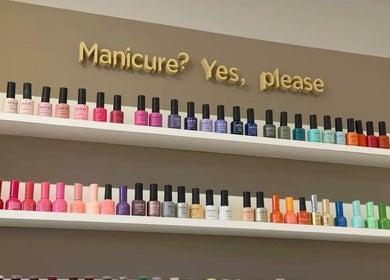 Manicure? Yes, please